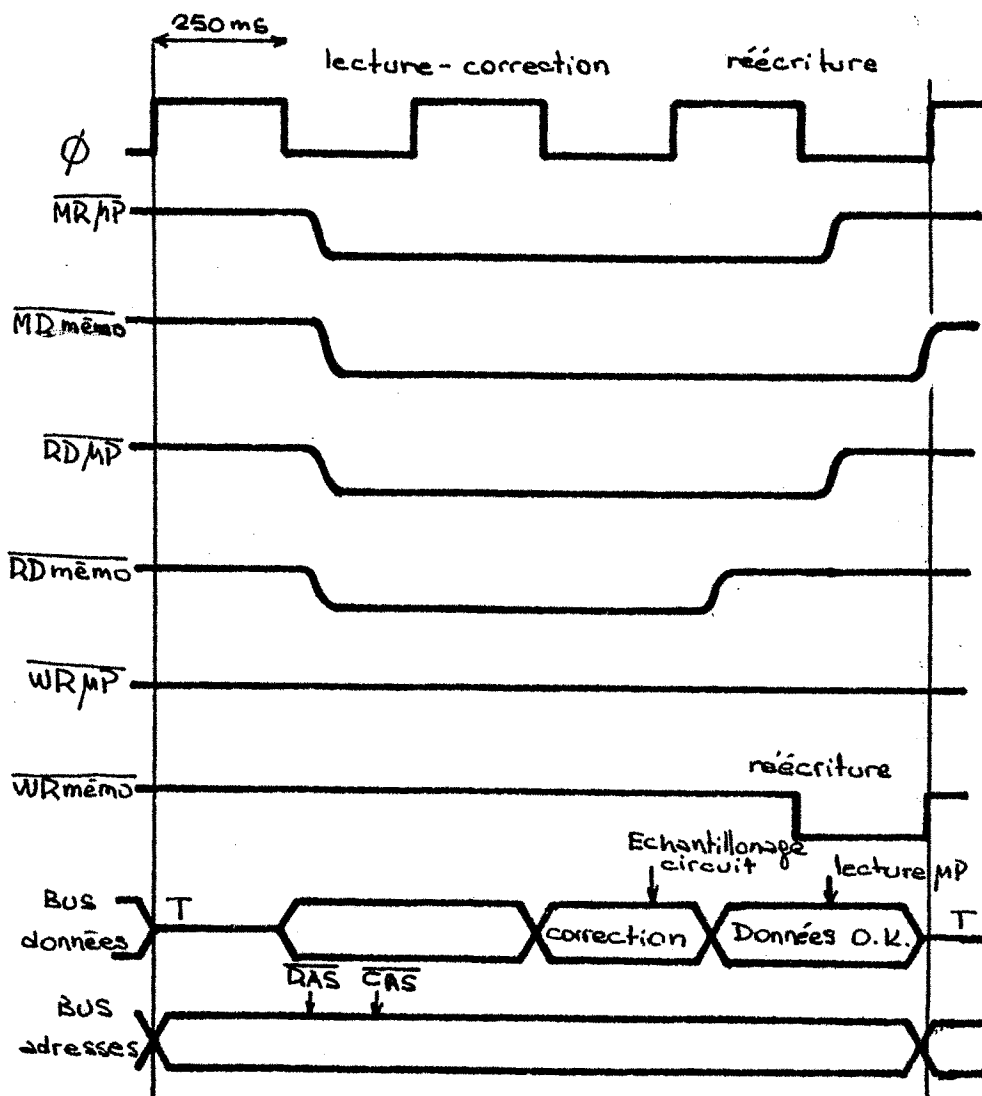 250 ms
lecture - correction
réécriture
ϕ
MR/μP
MD mémo
RD/μP
RD mémo
WR μP
WR mémo
réécriture
Echantillonage
circuit
lecture μP
BUS
données
T
correction
Données O.K.
T
RAS
CAS
BUS
adresses